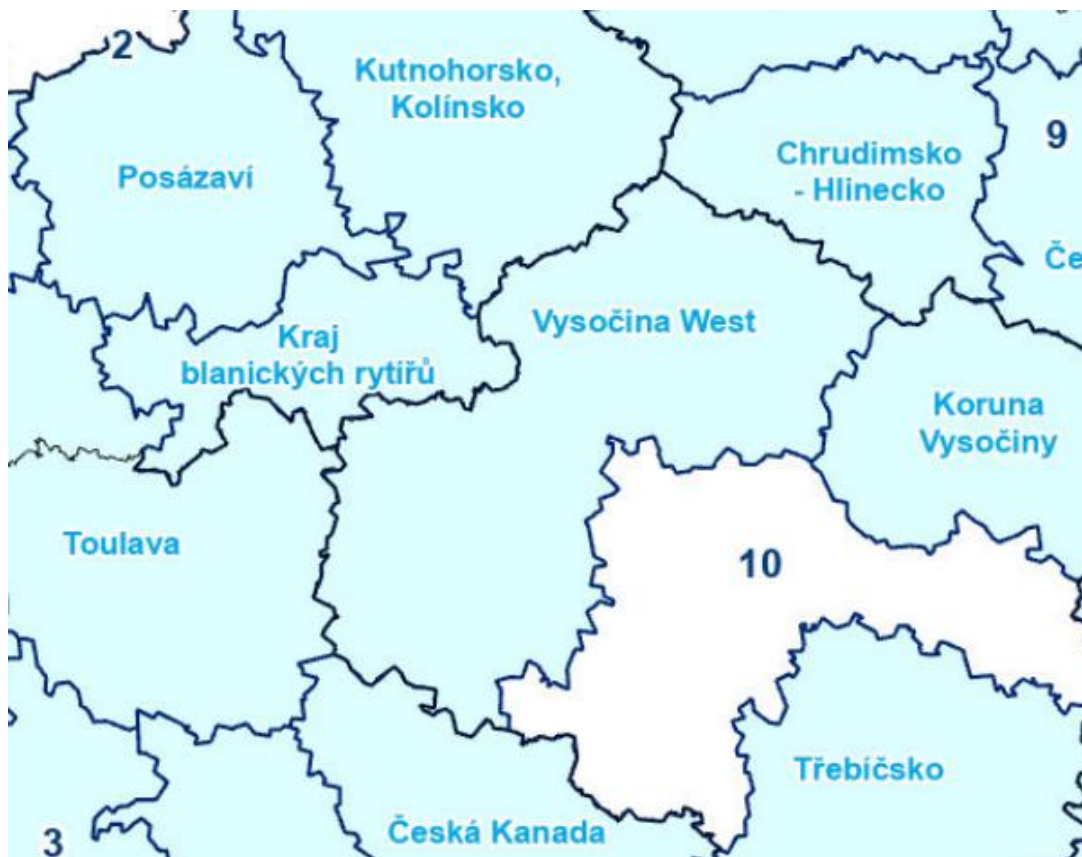 2
Kutnohorsko,
Kolínsko
Posázaví
Chrudimsko
- Hlinecko
9
Če
Vysočina West
Kraj
blanických rytířů
Koruna
Vysočiny
Toulava
10
Třebíčsko
Česká Kanada
3